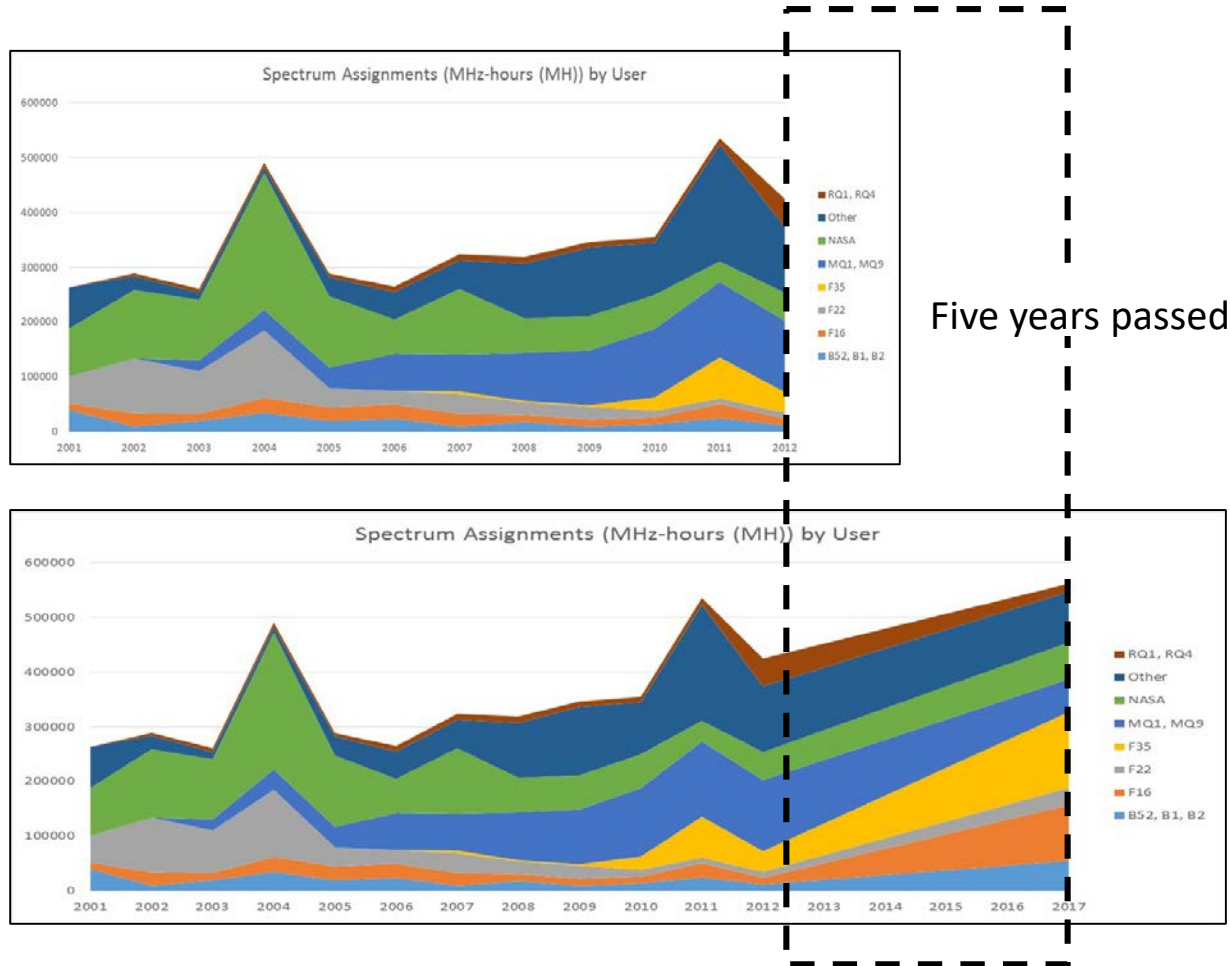 Spectrum Assignments (MHz-hours (MH)) by User
600000
500000
400000
300000
200000
100000
0
2001 2002 2003 2004 2005 2006 2007 2008 2009 2010 2011 2012
RQ1, RQ4
Other
NASA
MQ1, MQ9
F35
F22
F16
B52, B1, B2
Five years passed
Spectrum Assignments (MHz-hours (MH)) by User
600000
500000
400000
300000
200000
100000
0
2001 2002 2003 2004 2005 2006 2007 2008 2009 2010 2011 2012 2013 2014 2015 2016 2017
RQ1, RQ4
Other
NASA
MQ1, MQ9
F35
F22
F16
B52, B1, B2